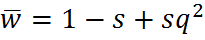 w̅ = 1 − s + sq²